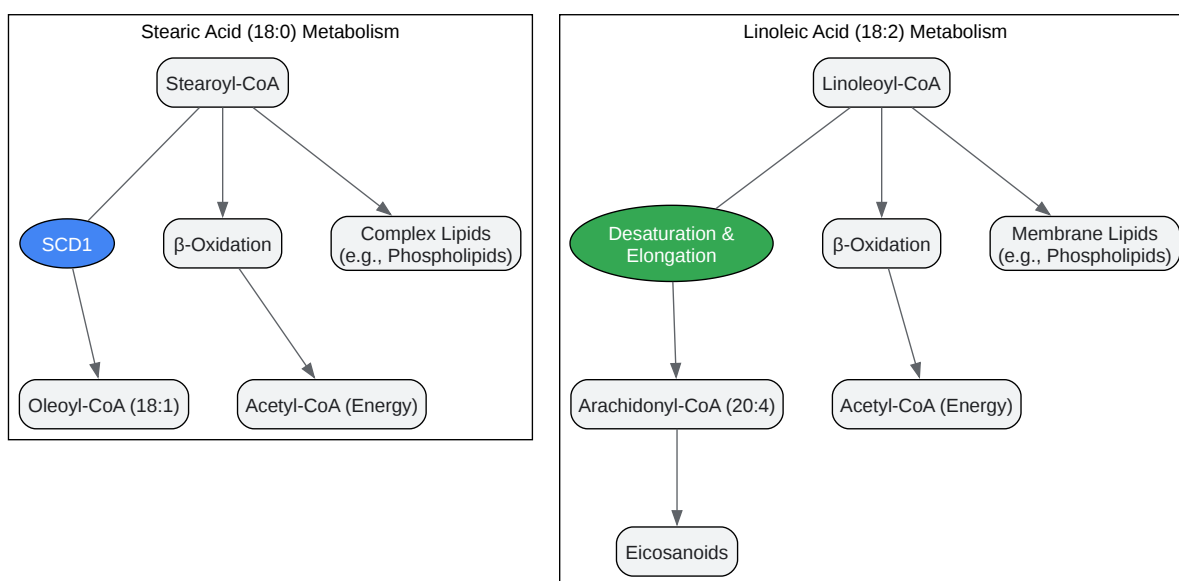 Stearic Acid (18:0) Metabolism
Stearoyl-CoA
SCD1
β-Oxidation
Complex Lipids
(e.g., Phospholipids)
Oleoyl-CoA (18:1)
Acetyl-CoA (Energy)
Linoleic Acid (18:2) Metabolism
Linoleoyl-CoA
Desaturation &
Elongation
β-Oxidation
Membrane Lipids
(e.g., Phospholipids)
Arachidonyl-CoA (20:4)
Acetyl-CoA (Energy)
Eicosanoids